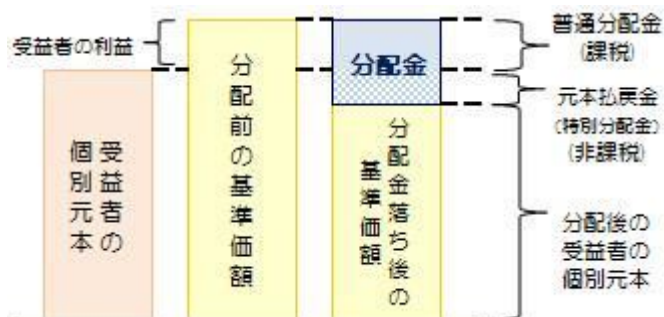 受益者の利益
受益者の
個別元本
分配前の基準価額
分配金
分配金落ち後の
基準価額
普通分配金
(課税)
元本払戻金
(特別分配金)
(非課税)
分配後の
受益者の
個別元本